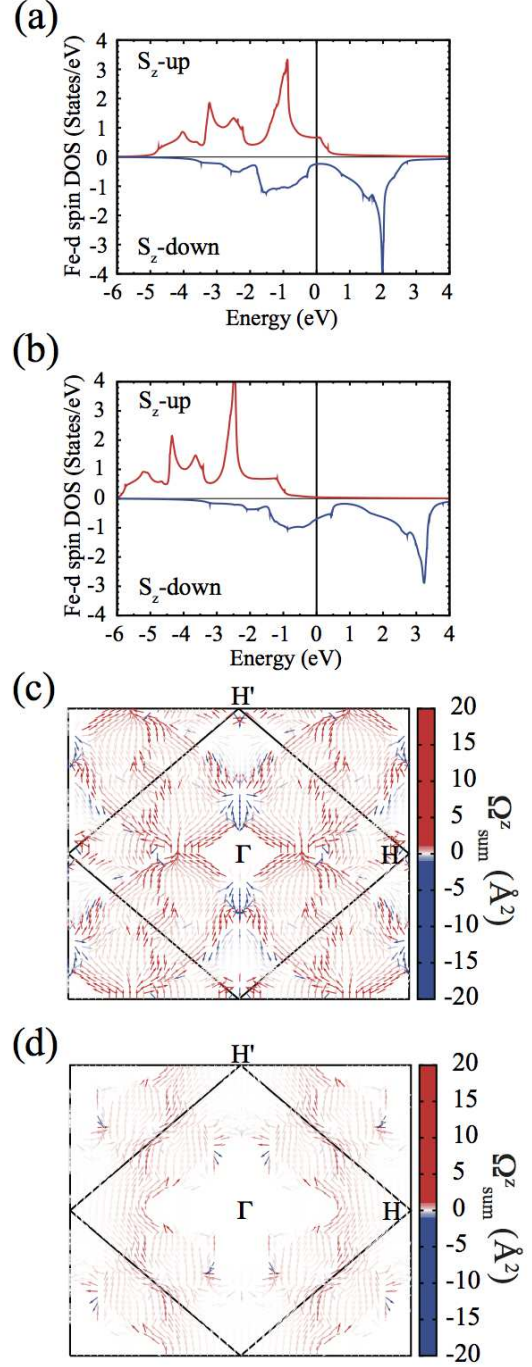 (a)
Fe-d spin DOS (States/eV)
4
3
2
1
0
-1
-2
-3
-4
S_z-up
S_z-down
-6 -5 -4 -3 -2 -1 0 1 2 3 4
Energy (eV)
(b)
Fe-d spin DOS (States/eV)
4
3
2
1
0
-1
-2
-3
-4
S_z-up
S_z-down
-6 -5 -4 -3 -2 -1 0 1 2 3 4
Energy (eV)
(c)
H'
Γ
H
20
15
10
5
0
-5
-10
-15
-20
Ω^z_sum (Å^2)
(d)
H'
Γ
H
20
15
10
5
0
-5
-10
-15
-20
Ω^z_sum (Å^2)